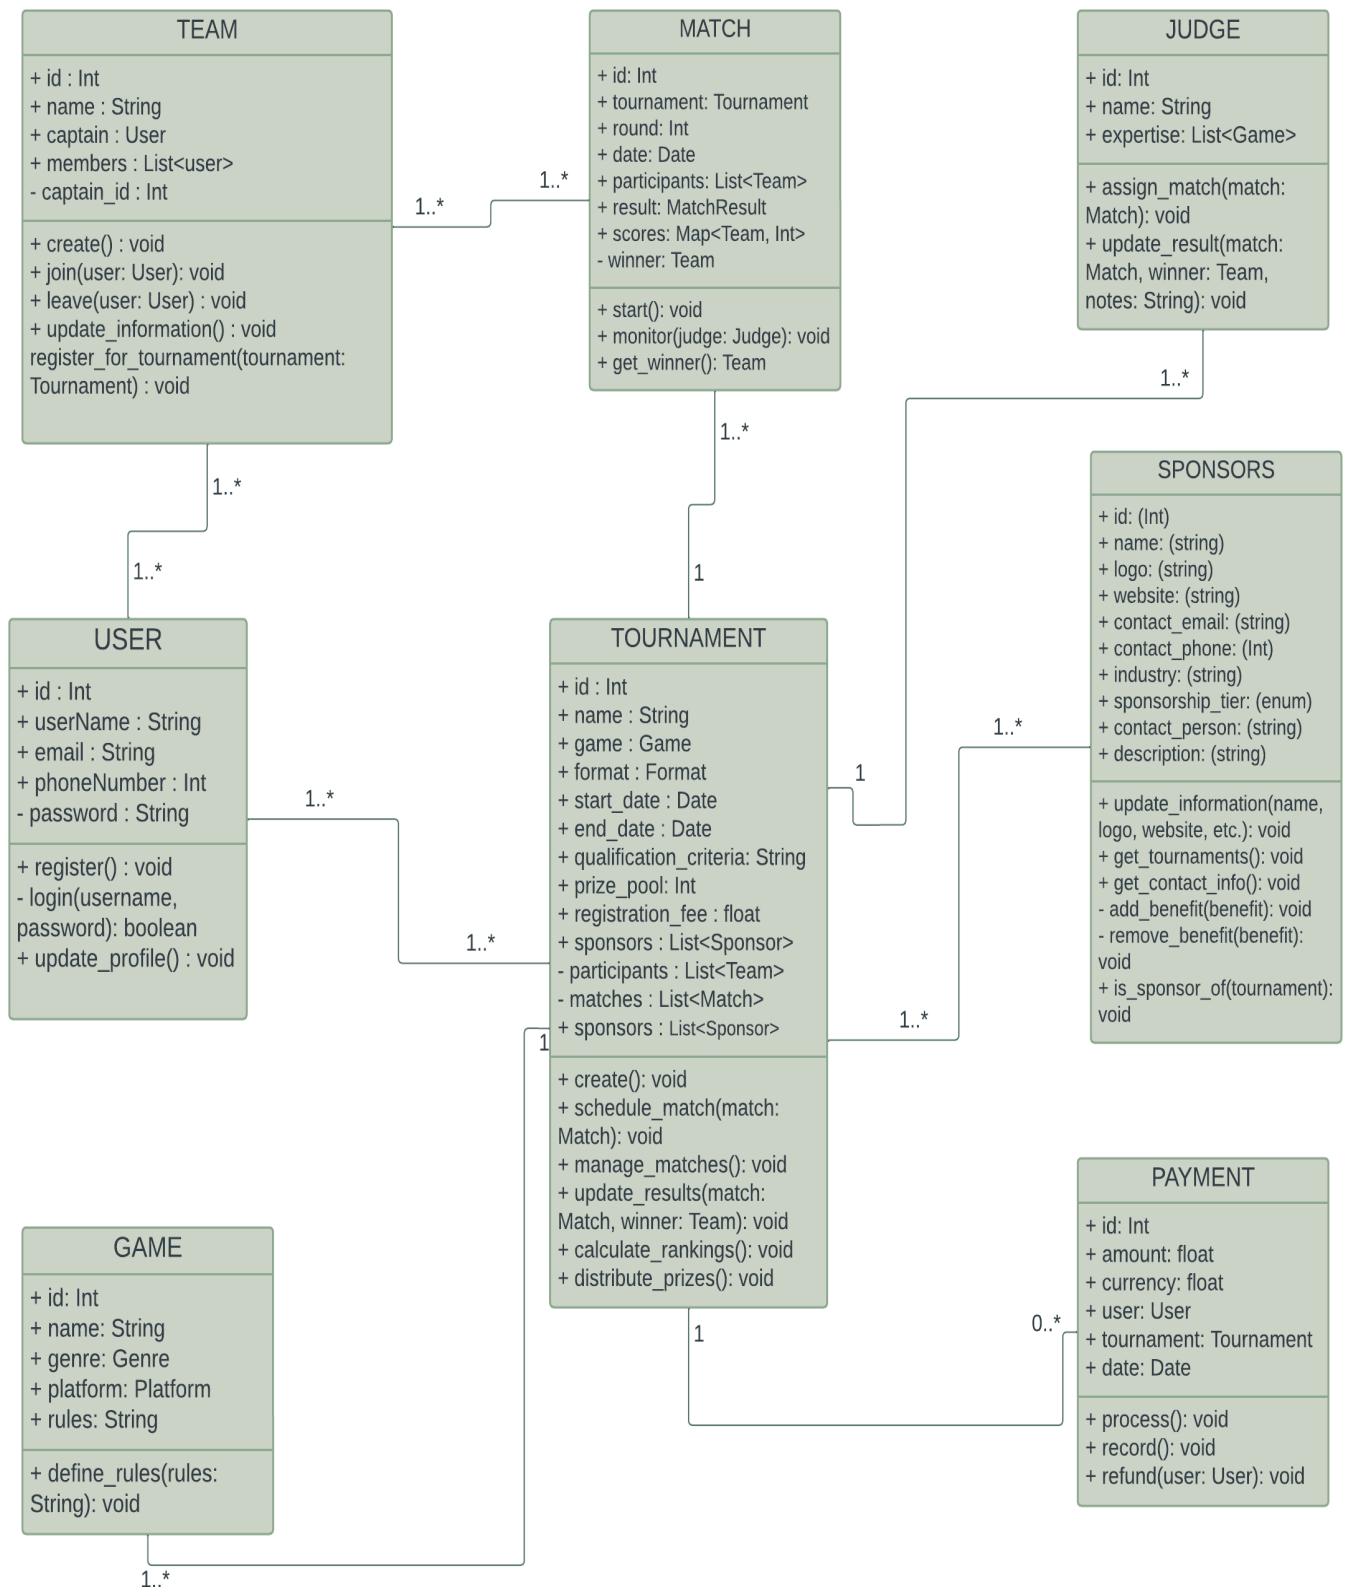 TEAM
+ id : Int
+ name : String
+ captain : User
+ members : List<user>
- captain_id : Int
+ create() : void
+ join(user: User): void
+ leave(user: User) : void
+ update_information() : void
register_for_tournament(tournament:
Tournament) : void
1..*
1..*
MATCH
+ id: Int
+ tournament: Tournament
+ round: Int
+ date: Date
+ participants: List<Team>
+ result: MatchResult
+ scores: Map<Team, Int>
- winner: Team
+ start(): void
+ monitor(judge: Judge): void
+ get_winner(): Team
JUDGE
+ id: Int
+ name: String
+ expertise: List<Game>
+ assign_match(match:
Match): void
+ update_result(match:
Match, winner: Team,
notes: String): void
1..*
1..*
1..*
1..*
1
USER
+ id : Int
+ userName : String
+ email : String
+ phoneNumber : Int
- password : String
+ register() : void
- login(username,
password): boolean
+ update_profile() : void
1..*
1..*
TOURNAMENT
+ id : Int
+ name : String
+ game : Game
+ format : Format
+ start_date : Date
+ end_date : Date
+ qualification_criteria: String
+ prize_pool: Int
+ registration_fee : float
+ sponsors : List<Sponsor>
- participants : List<Team>
- matches : List<Match>
+ sponsors : List<Sponsor>
+ create(): void
+ schedule_match(match:
Match): void
+ manage_matches(): void
+ update_results(match:
Match, winner: Team): void
+ calculate_rankings(): void
+ distribute_prizes(): void
1
1..*
1..*
1
SPONSORS
+ id: (Int)
+ name: (string)
+ logo: (string)
+ website: (string)
+ contact_email: (string)
+ contact_phone: (Int)
+ industry: (string)
+ sponsorship_tier: (enum)
+ contact_person: (string)
+ description: (string)
+ update_information(name,
logo, website, etc.): void
+ get_tournaments(): void
+ get_contact_info(): void
- add_benefit(benefit): void
- remove_benefit(benefit):
void
+ is_sponsor_of(tournament):
void
GAME
+ id: Int
+ name: String
+ genre: Genre
+ platform: Platform
+ rules: String
+ define_rules(rules:
String): void
1..*
1
0..*
PAYMENT
+ id: Int
+ amount: float
+ currency: float
+ user: User
+ tournament: Tournament
+ date: Date
+ process(): void
+ record(): void
+ refund(user: User): void